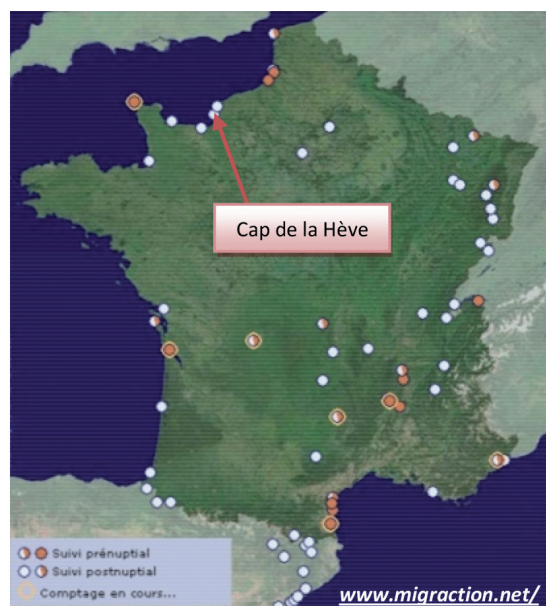 Cap de la Hève
Suivi prénuptial
Suivi postnuptial
Comptage en cours...
www.migraction.net/